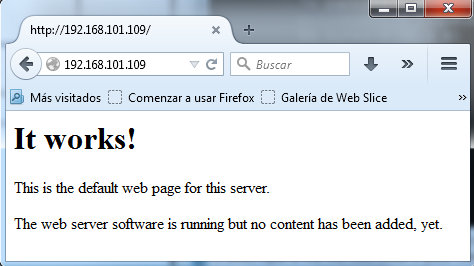 http://192.168.101.109/
192.168.101.109 Buscar
Más visitados Comenzar a usar Firefox Galería de Web Slice
It works!
This is the default web page for this server.
The web server software is running but no content has been added, yet.